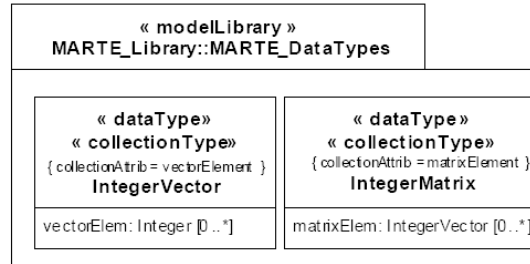 « modelLibrary »
MARTE_Library::MARTE_DataTypes
« dataType»
« collectionType»
{ collectionAttrib = vectorElement }
IntegerVector
vectorElem: Integer [0..*]
« dataType»
« collectionType»
{ collectionAttrib = matrixElement }
IntegerMatrix
matrixElem: IntegerVector [0..*]